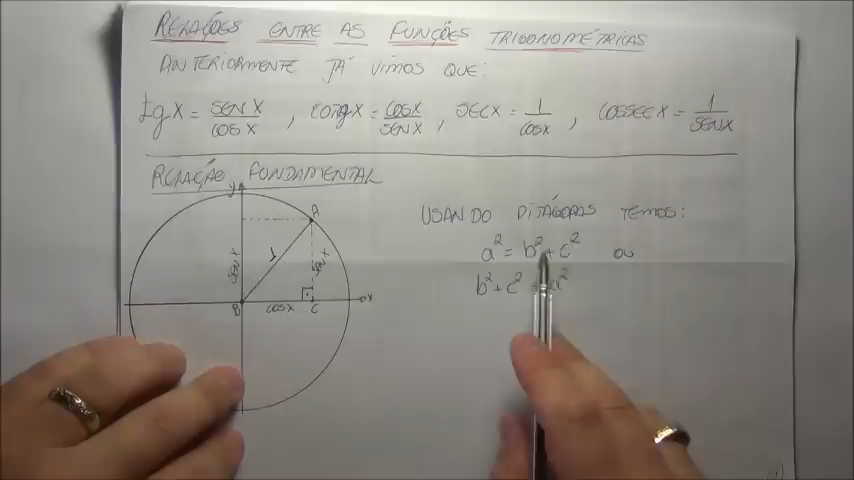 RELAÇÕES ENTRE AS FUNÇÕES TRIGONOMÉTRICAS
ANTERIORMENTE JÁ VIMOS QUE:
tg x = SEN X / COS X , COTG X = COS X / SEN X , SEC X = 1 / COS X , COSSEC X = 1 / SEN X
RELAÇÃO FUNDAMENTAL
y
A
USANDO PITÁGORAS TEMOS:
1
SEN X
SEN X
a² = b² + c² OU
b² + c² = a²
x
B
COS X
C